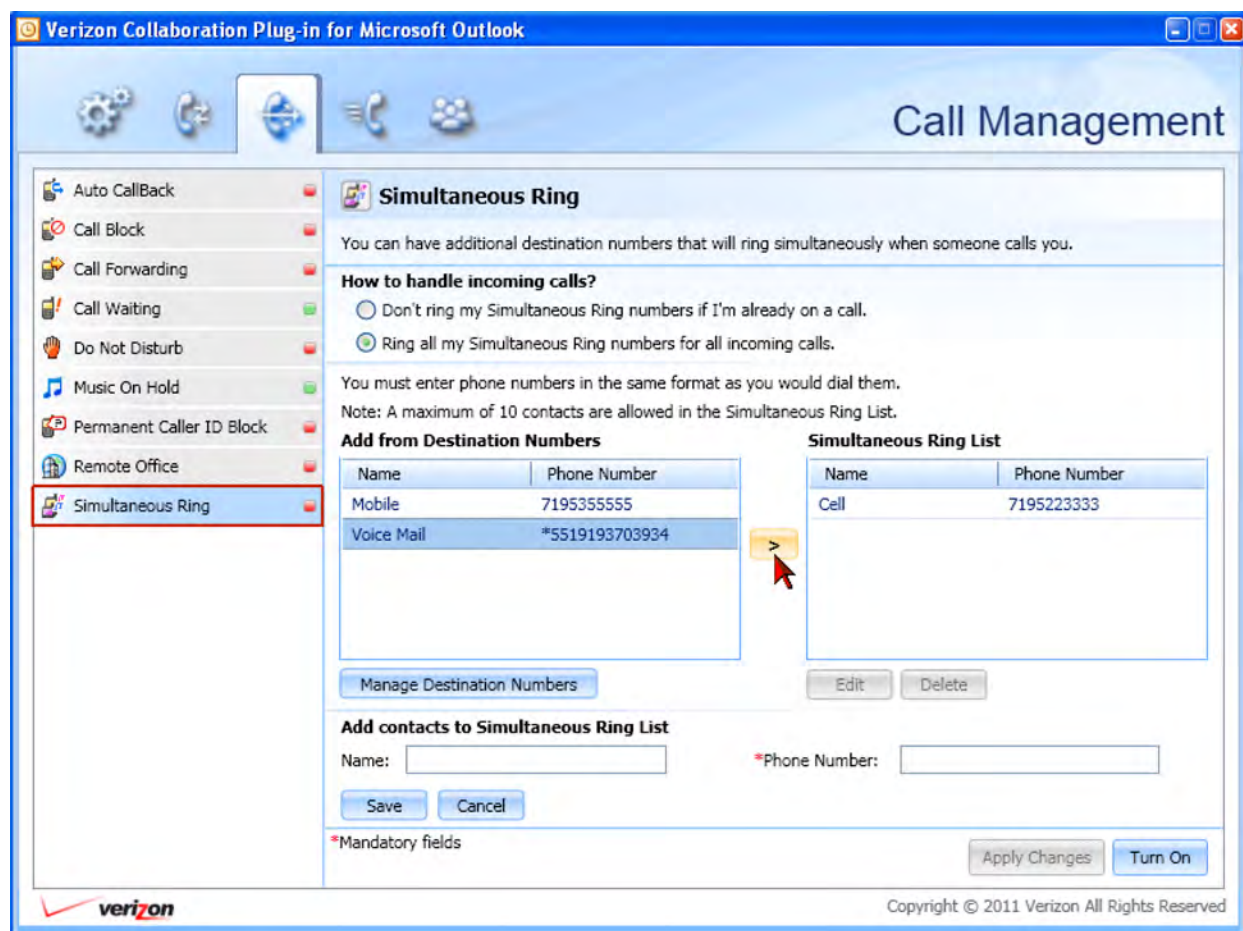 Verizon Collaboration Plug-in for Microsoft Outlook
Call Management
Auto CallBack
Call Block
Call Forwarding
Call Waiting
Do Not Disturb
Music On Hold
Permanent Caller ID Block
Remote Office
Simultaneous Ring
Simultaneous Ring
You can have additional destination numbers that will ring simultaneously when someone calls you.
How to handle incoming calls?
Don't ring my Simultaneous Ring numbers if I'm already on a call.
Ring all my Simultaneous Ring numbers for all incoming calls.
You must enter phone numbers in the same format as you would dial them.
Note: A maximum of 10 contacts are allowed in the Simultaneous Ring List.
Add from Destination Numbers
Name Phone Number
Mobile 7195355555
Voice Mail *5519193703934
>
Simultaneous Ring List
Name Phone Number
Cell 7195223333
Manage Destination Numbers
Edit Delete
Add contacts to Simultaneous Ring List
Name: *Phone Number:
Save Cancel
*Mandatory fields
Apply Changes Turn On
verizon
Copyright © 2011 Verizon All Rights Reserved